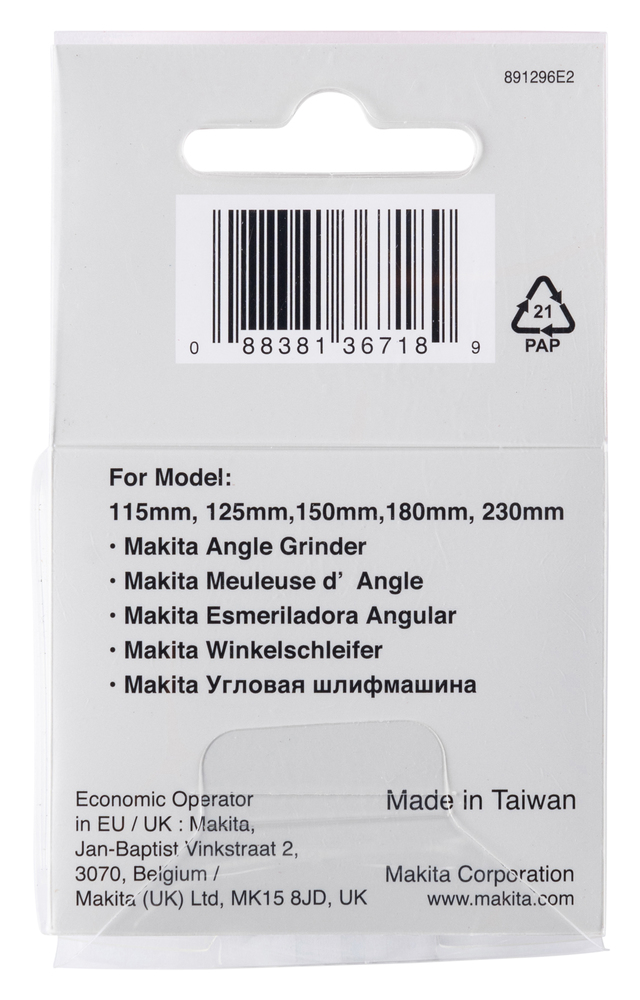 891296E2
0 88381 36718 9
21
PAP
For Model:
115mm, 125mm,150mm,180mm, 230mm
· Makita Angle Grinder
· Makita Meuleuse d' Angle
· Makita Esmeriladora Angular
· Makita Winkelschleifer
· Makita Угловая шлифмашина
Economic Operator
in EU / UK : Makita,
Jan-Baptist Vinkstraat 2,
3070, Belgium /
Makita (UK) Ltd, MK15 8JD, UK
Made in Taiwan
Makita Corporation
www.makita.com